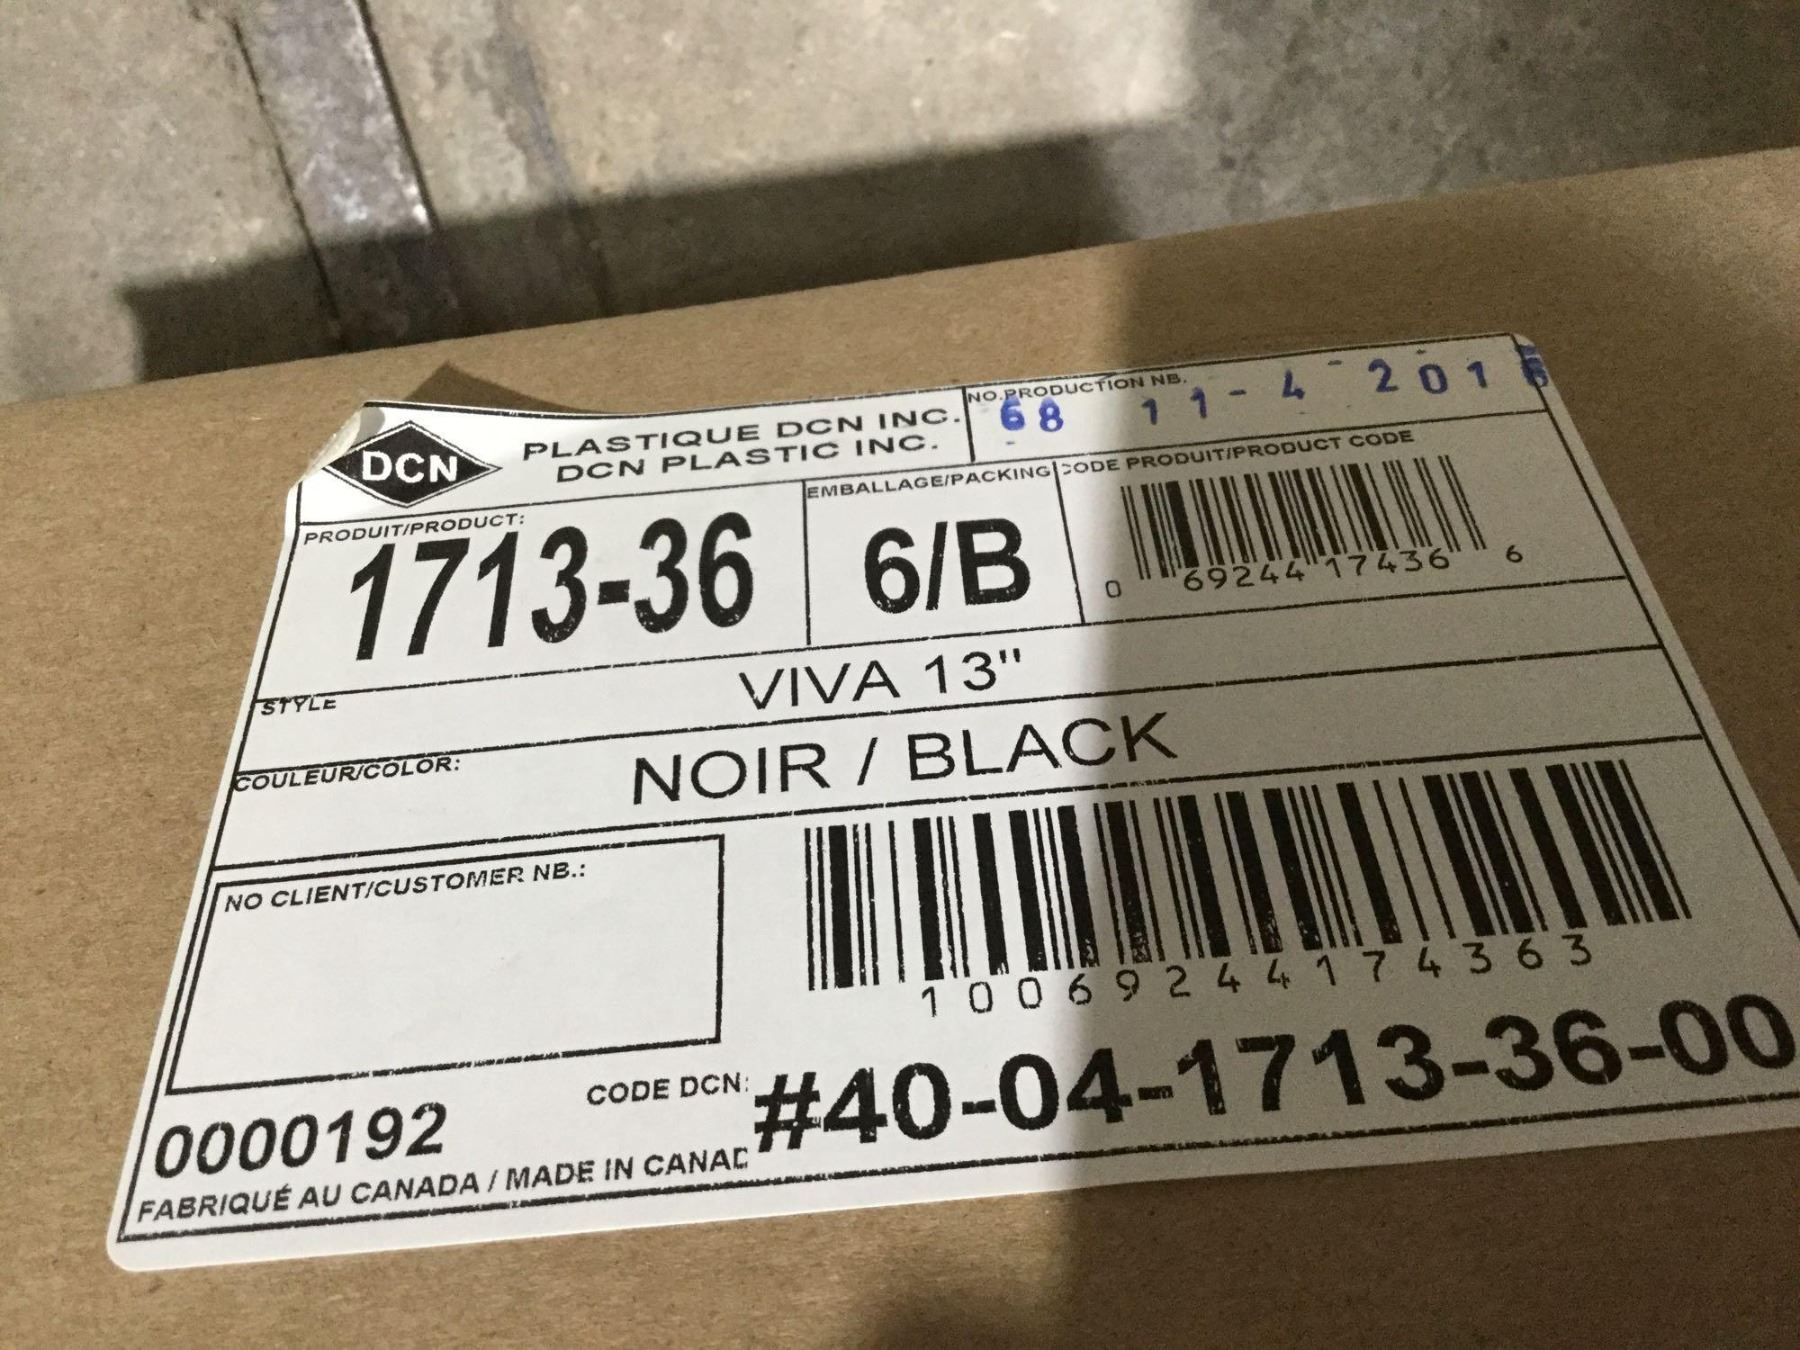 DCN
PLASTIQUE DCN INC.
DCN PLASTIC INC.
NO.PRODUCTION NB.
68 11-4-2016
PRODUIT/PRODUCT:
1713-36
EMBALLAGE/PACKING
6/B
CODE PRODUIT/PRODUCT CODE
0 69244 17436 6
STYLE
VIVA 13"
COULEUR/COLOR:
NOIR / BLACK
NO CLIENT/CUSTOMER NB.:
10069244174363
0000192
CODE DCN: #40-04-1713-36-00
FABRIQUÉ AU CANADA / MADE IN CANAD